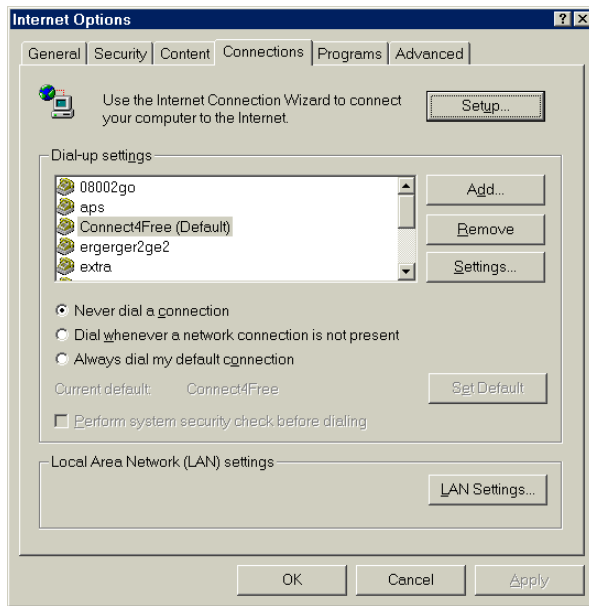 Internet Options
General Security Content Connections Programs Advanced
Use the Internet Connection Wizard to connect
your computer to the Internet.
Setup...
Dial-up settings
08002go
aps
Connect4Free (Default)
ergerger2ge2
extra
Add...
Remove
Settings...
Never dial a connection
Dial whenever a network connection is not present
Always dial my default connection
Current default: Connect4Free
Set Default
Perform system security check before dialing
Local Area Network (LAN) settings
LAN Settings...
OK Cancel Apply